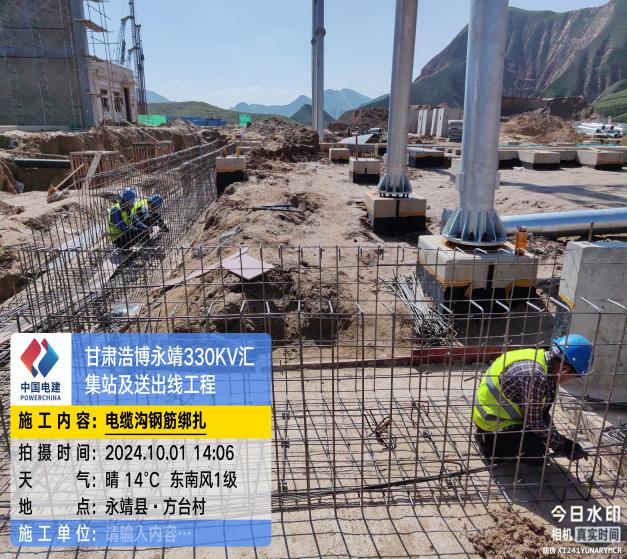 中国电建
POWERCHINA
甘肃浩博永靖330KV汇
集站及送出线工程
施工内容：电缆沟钢筋绑扎
拍摄时间：2024.10.01 14:06
天气：晴 14℃ 东南风1级
地点：永靖县·方台村
施工单位：请输入内容…
今日水印
相机 真实时间
防伪 XI241YUNARYMCR